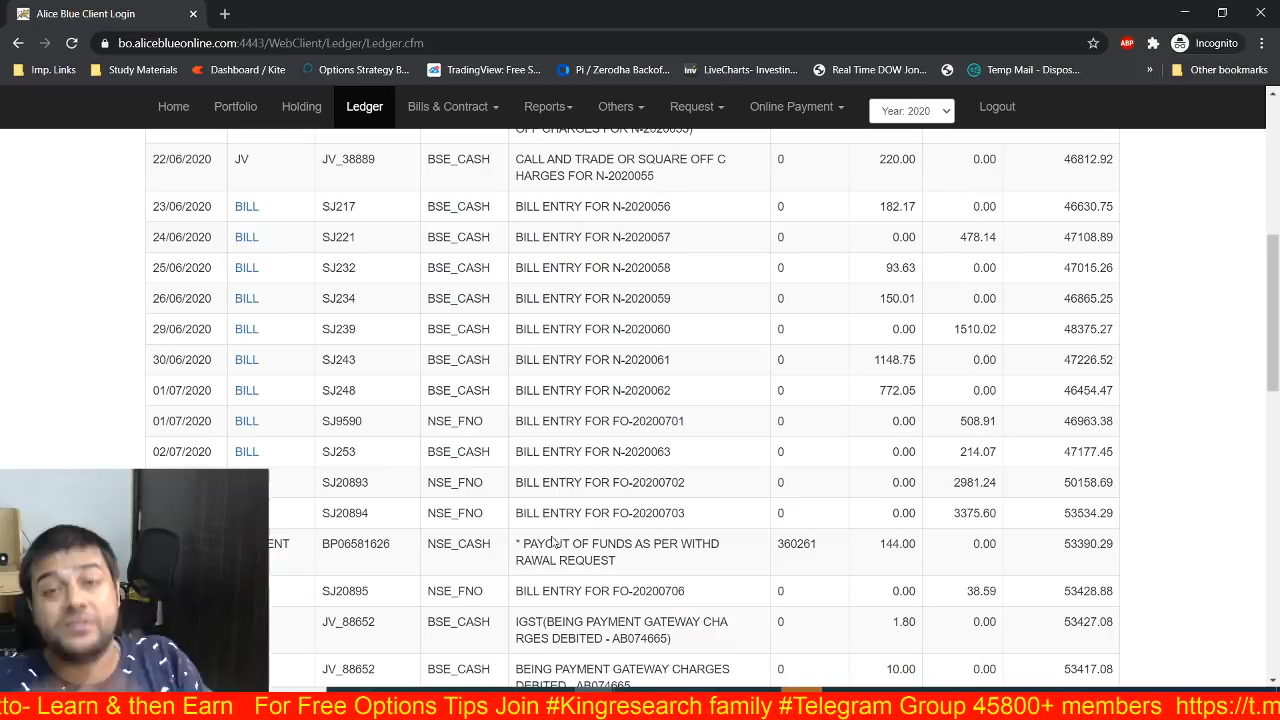 Alice Blue Client Login
bo.aliceblueonline.com:4443/WebClient/Ledger/Ledger.cfm
ABP
Incognito
Imp. Links Study Materials Dashboard / Kite Options Strategy B... TradingView: Free S... Pi / Zerodha Backof... Inv LiveCharts- Investin... Real Time DOW Jon... Temp Mail - Dispos... » Other bookmarks
Home Portfolio Holding Ledger Bills & Contract Reports Others Request Online Payment Year: 2020 Logout
OFF CHARGES FOR N-2020055)
22/06/2020 JV JV_38889 BSE_CASH CALL AND TRADE OR SQUARE OFF C 0 220.00 0.00 46812.92
HARGES FOR N-2020055
23/06/2020 BILL SJ217 BSE_CASH BILL ENTRY FOR N-2020056 0 182.17 0.00 46630.75
24/06/2020 BILL SJ221 BSE_CASH BILL ENTRY FOR N-2020057 0 0.00 478.14 47108.89
25/06/2020 BILL SJ232 BSE_CASH BILL ENTRY FOR N-2020058 0 93.63 0.00 47015.26
26/06/2020 BILL SJ234 BSE_CASH BILL ENTRY FOR N-2020059 0 150.01 0.00 46865.25
29/06/2020 BILL SJ239 BSE_CASH BILL ENTRY FOR N-2020060 0 0.00 1510.02 48375.27
30/06/2020 BILL SJ243 BSE_CASH BILL ENTRY FOR N-2020061 0 1148.75 0.00 47226.52
01/07/2020 BILL SJ248 BSE_CASH BILL ENTRY FOR N-2020062 0 772.05 0.00 46454.47
01/07/2020 BILL SJ9590 NSE_FNO BILL ENTRY FOR FO-20200701 0 0.00 508.91 46963.38
02/07/2020 BILL SJ253 BSE_CASH BILL ENTRY FOR N-2020063 0 0.00 214.07 47177.45
SJ20893 NSE_FNO BILL ENTRY FOR FO-20200702 0 0.00 2981.24 50158.69
SJ20894 NSE_FNO BILL ENTRY FOR FO-20200703 0 0.00 3375.60 53534.29
ENT BP06581626 NSE_CASH * PAYOUT OF FUNDS AS PER WITHD 360261 144.00 0.00 53390.29
RAWAL REQUEST
SJ20895 NSE_FNO BILL ENTRY FOR FO-20200706 0 0.00 38.59 53428.88
JV_88652 BSE_CASH IGST(BEING PAYMENT GATEWAY CHA 0 1.80 0.00 53427.08
RGES DEBITED - AB074665)
JV_88652 BSE_CASH BEING PAYMENT GATEWAY CHARGES 0 10.00 0.00 53417.08
DEBITED - AB074665
tto- Learn & then Earn For Free Options Tips Join #Kingresearch family #Telegram Group 45800+ members https://t.m